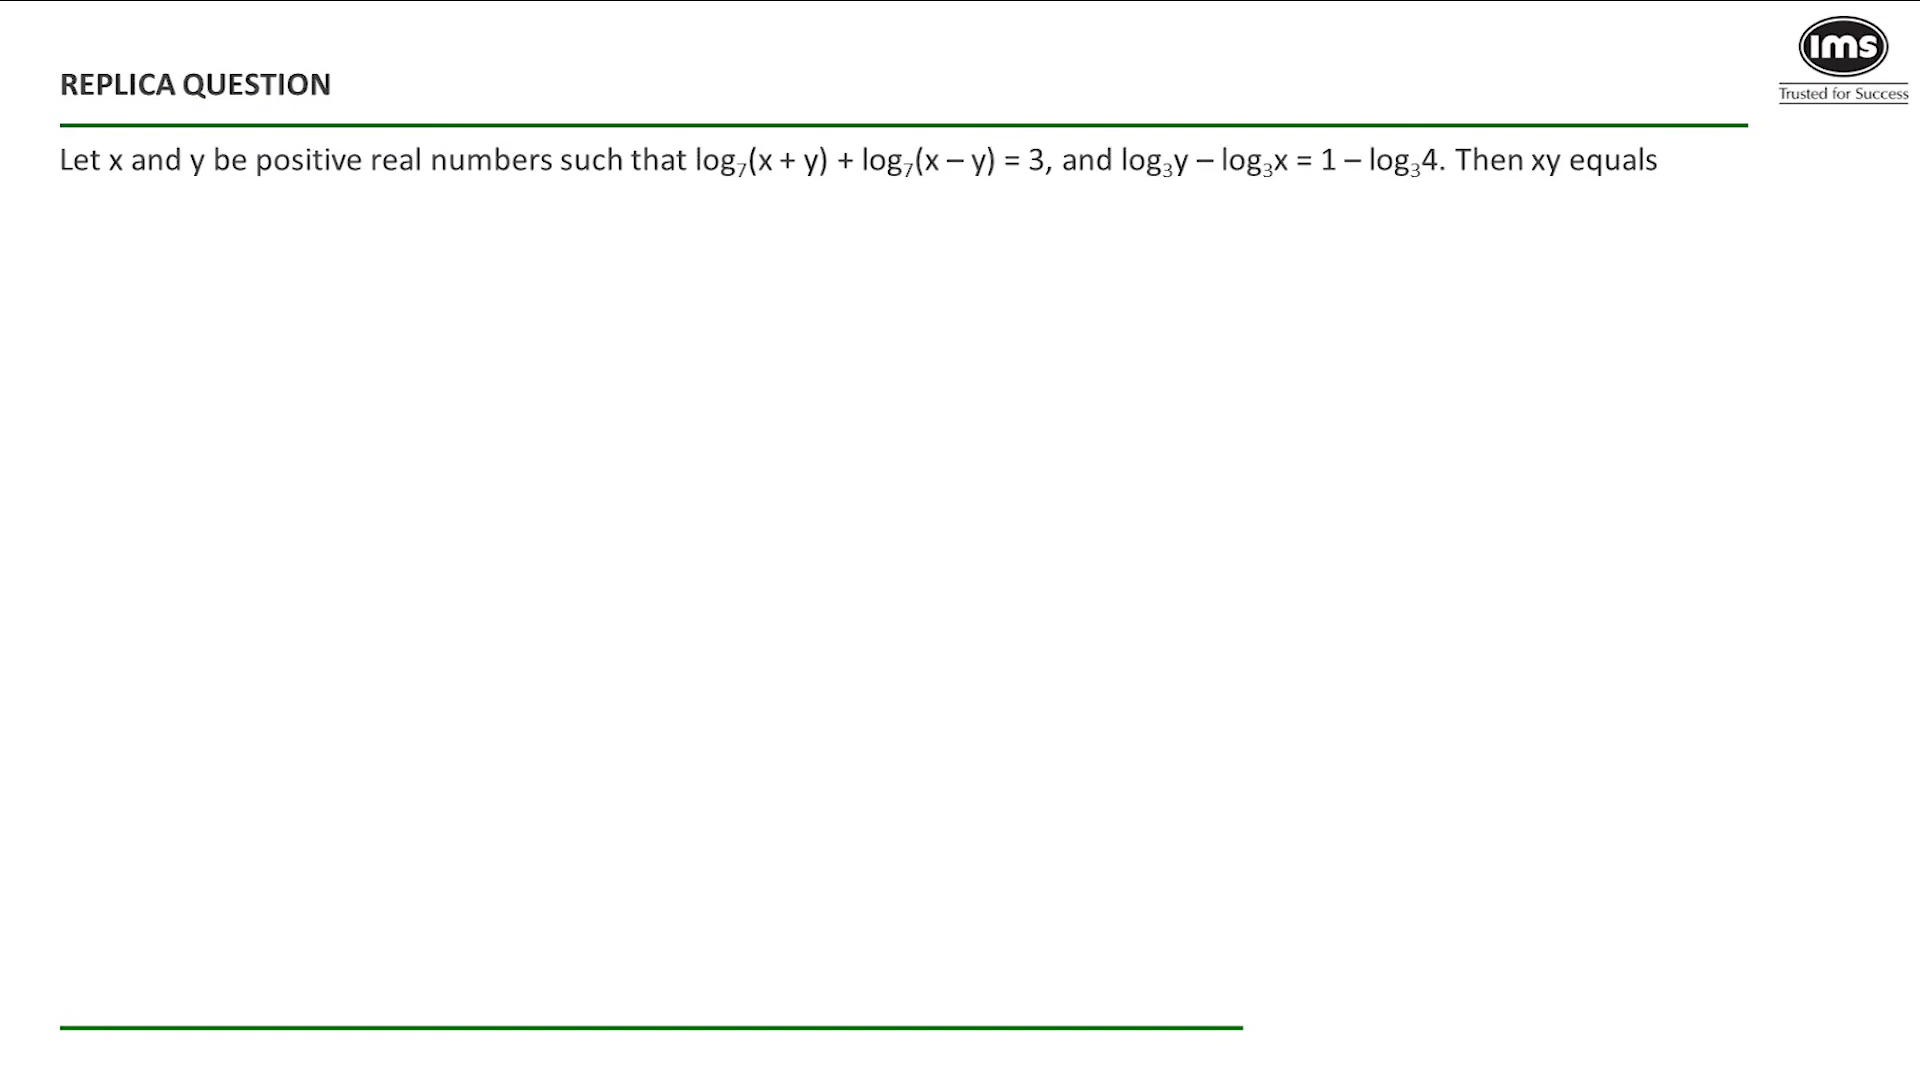 ims
Trusted for Success
REPLICA QUESTION
Let x and y be positive real numbers such that log₇(x + y) + log₇(x – y) = 3, and log₃y – log₃x = 1 – log₃4. Then xy equals